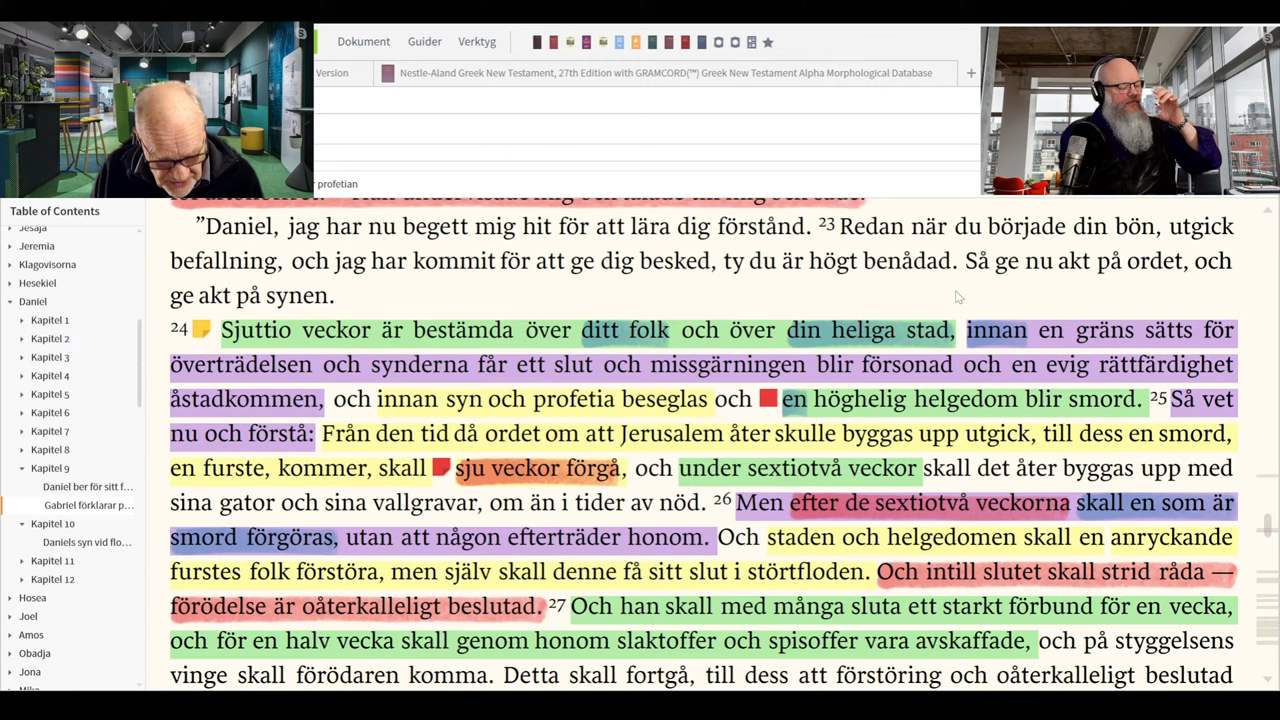 Dokument Guider Verktyg
Version Nestle-Aland Greek New Testament, 27th Edition with GRAMCORD(™) Greek New Testament Alpha Morphological Database +
profetian
Table of Contents
Jesaja
Jeremia
Klagovisorna
Hesekiel
Daniel
Kapitel 1
Kapitel 2
Kapitel 3
Kapitel 4
Kapitel 5
Kapitel 6
Kapitel 7
Kapitel 8
Kapitel 9
Daniel ber för sitt f...
Gabriel förklarar p...
Kapitel 10
Daniels syn vid flo...
Kapitel 11
Kapitel 12
Hosea
Joel
Amos
Obadja
Jona
Mika
”Daniel, jag har nu begett mig hit för att lära dig förstånd. 23 Redan när du började din bön, utgick
befallning, och jag har kommit för att ge dig besked, ty du är högt benådad. Så ge nu akt på ordet, och
ge akt på synen.
24 Sjuttio veckor är bestämda över ditt folk och över din heliga stad, innan en gräns sätts för
överträdelsen och synderna får ett slut och missgärningen blir försonad och en evig rättfärdighet
åstadkommen, och innan syn och profetia beseglas och en höghelig helgedom blir smord. 25 Så vet
nu och förstå: Från den tid då ordet om att Jerusalem åter skulle byggas upp utgick, till dess en smord,
en furste, kommer, skall sju veckor förgå, och under sextiotvå veckor skall det åter byggas upp med
sina gator och sina vallgravar, om än i tider av nöd. 26 Men efter de sextiotvå veckorna skall en som är
smord förgöras, utan att någon efterträder honom. Och staden och helgedomen skall en anryckande
furstes folk förstöra, men själv skall denne få sitt slut i störtfloden. Och intill slutet skall strid råda —
förödelse är oåterkalleligt beslutad. 27 Och han skall med många sluta ett starkt förbund för en vecka,
och för en halv vecka skall genom honom slaktoffer och spisoffer vara avskaffade, och på styggelsens
vinge skall förödaren komma. Detta skall fortgå, till dess att förstöring och oåterkalleligt beslutad